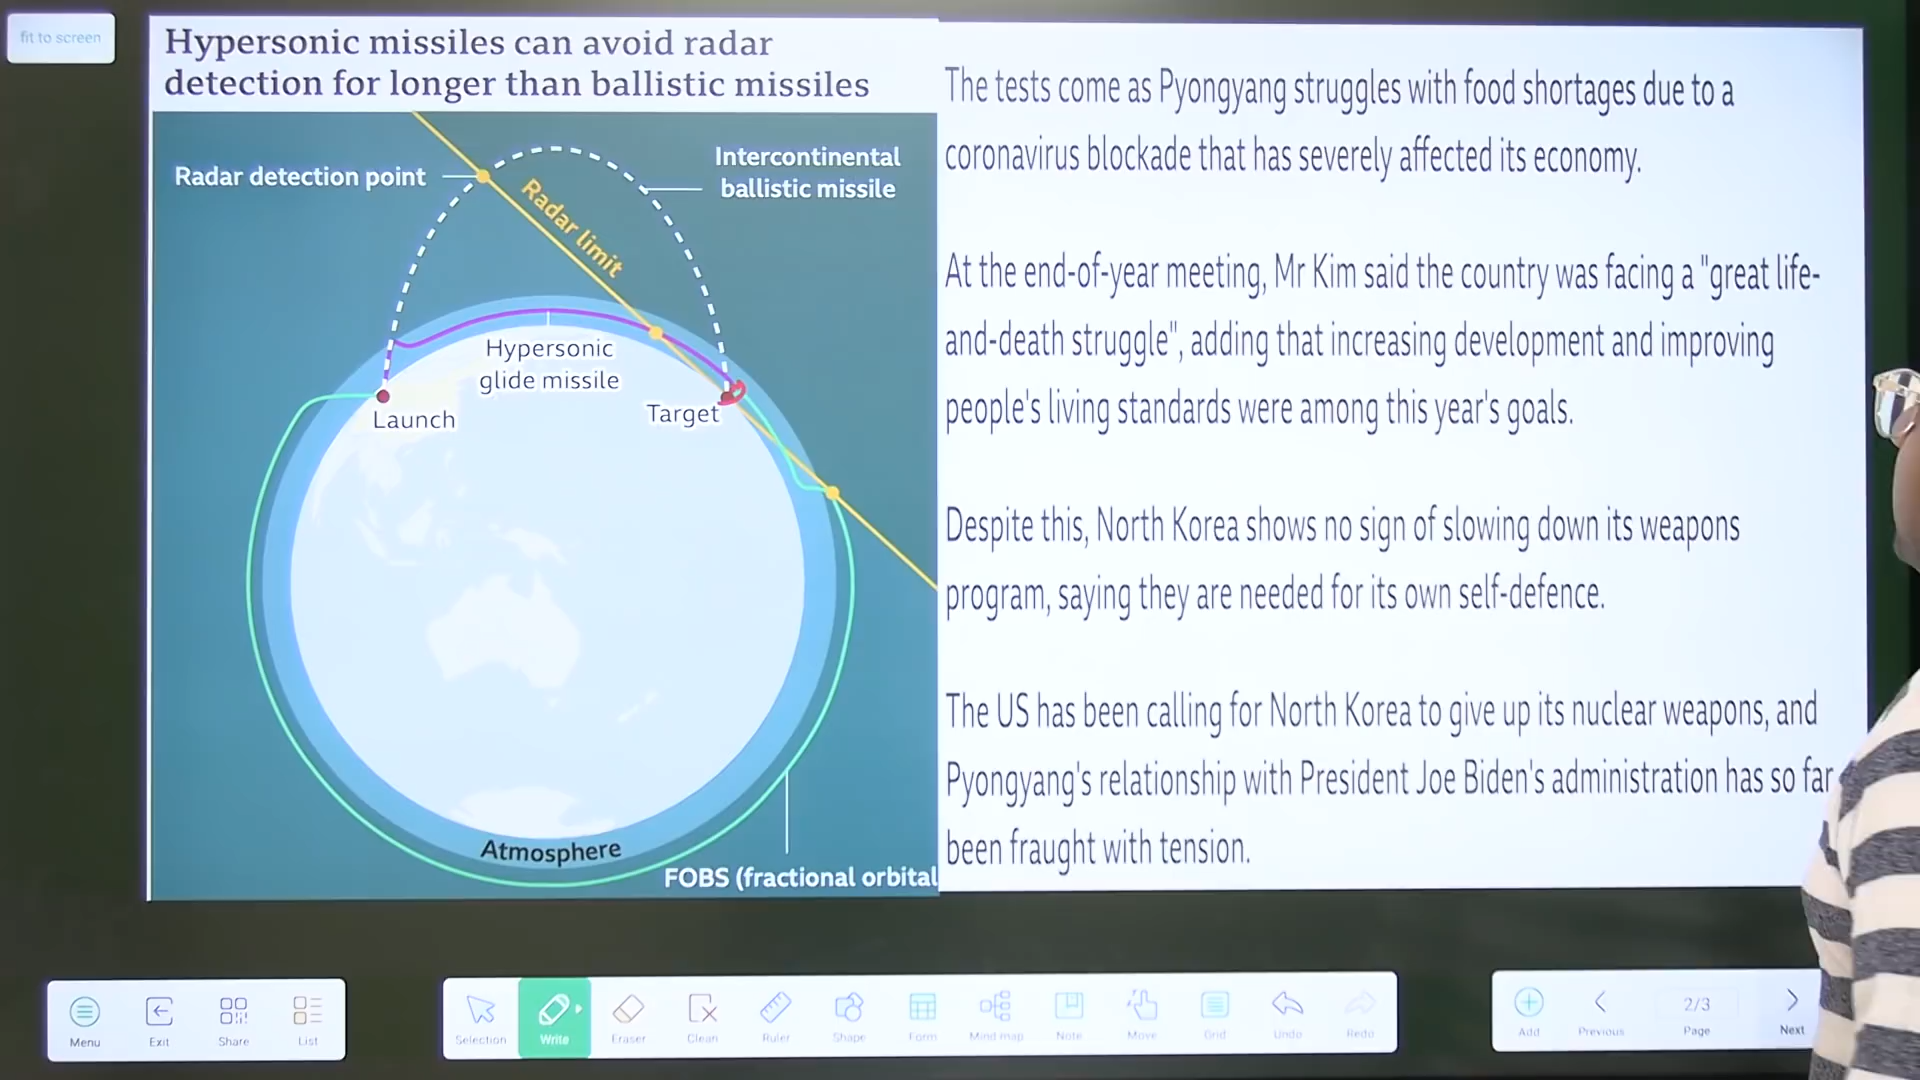 fit to screen
Hypersonic missiles can avoid radar
detection for longer than ballistic missiles
Radar detection point
Intercontinental
ballistic missile
Radar limit
Hypersonic
glide missile
Launch
Target
Atmosphere
FOBS (fractional orbital
The tests come as Pyongyang struggles with food shortages due to a
coronavirus blockade that has severely affected its economy.
At the end-of-year meeting, Mr Kim said the country was facing a "great life-
and-death struggle", adding that increasing development and improving
people's living standards were among this year's goals.
Despite this, North Korea shows no sign of slowing down its weapons
program, saying they are needed for its own self-defence.
The US has been calling for North Korea to give up its nuclear weapons, and
Pyongyang's relationship with President Joe Biden's administration has so far
been fraught with tension.
Menu Exit Share List
Selection Write Eraser Clean Ruler Shape Form Mind map Note Move Grid Undo Redo
2/3
Add Previous Page Next